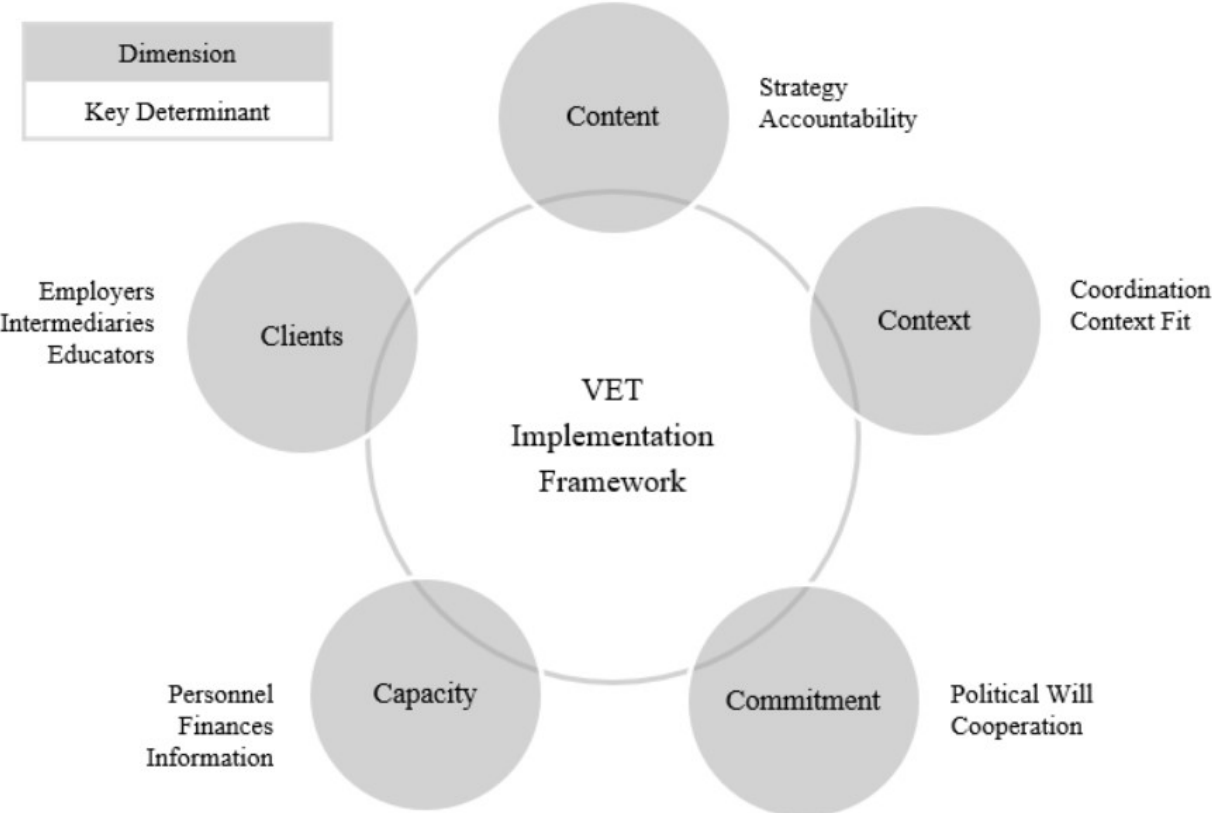 Dimension
Key Determinant
Content
Strategy
Accountability
Context
Coordination
Context Fit
Commitment
Political Will
Cooperation
Capacity
Personnel
Finances
Information
Clients
Employers
Intermediaries
Educators
VET
Implementation
Framework